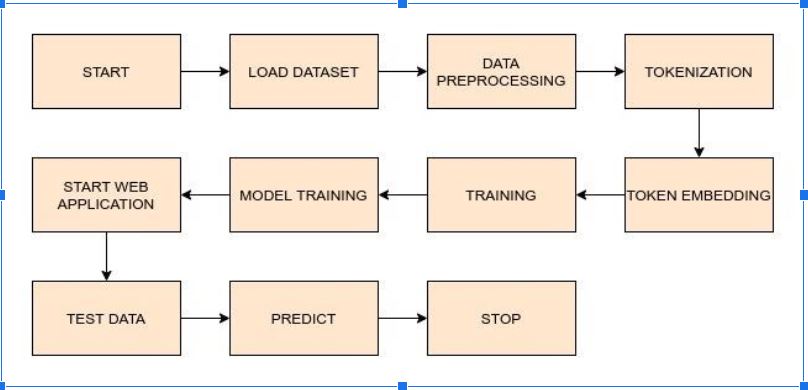 START
LOAD DATASET
DATA
PREPROCESSING
TOKENIZATION
TOKEN EMBEDDING
TRAINING
MODEL TRAINING
START WEB
APPLICATION
TEST DATA
PREDICT
STOP